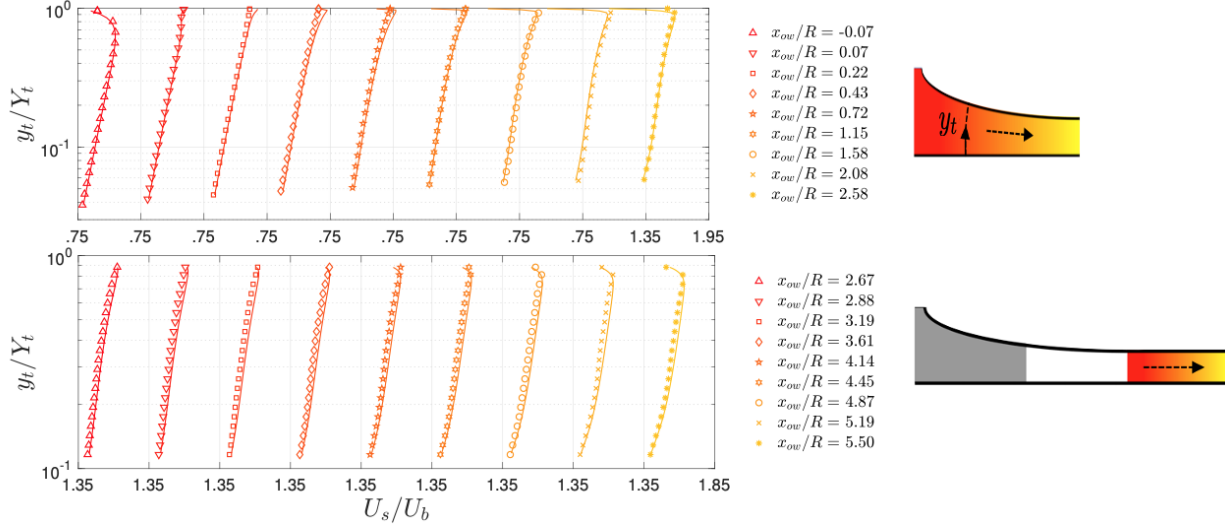 10⁰
y_t/Y_t
10⁻¹
.75 .75 .75 .75 .75 .75 .75 .75 1.35 1.95
x_ow/R = -0.07
x_ow/R = 0.07
x_ow/R = 0.22
x_ow/R = 0.43
x_ow/R = 0.72
x_ow/R = 1.15
x_ow/R = 1.58
x_ow/R = 2.08
x_ow/R = 2.58
y_t
10⁰
y_t/Y_t
10⁻¹
1.35 1.35 1.35 1.35 1.35 1.35 1.35 1.35 1.35 1.85
U_s/U_b
x_ow/R = 2.67
x_ow/R = 2.88
x_ow/R = 3.19
x_ow/R = 3.61
x_ow/R = 4.14
x_ow/R = 4.45
x_ow/R = 4.87
x_ow/R = 5.19
x_ow/R = 5.50